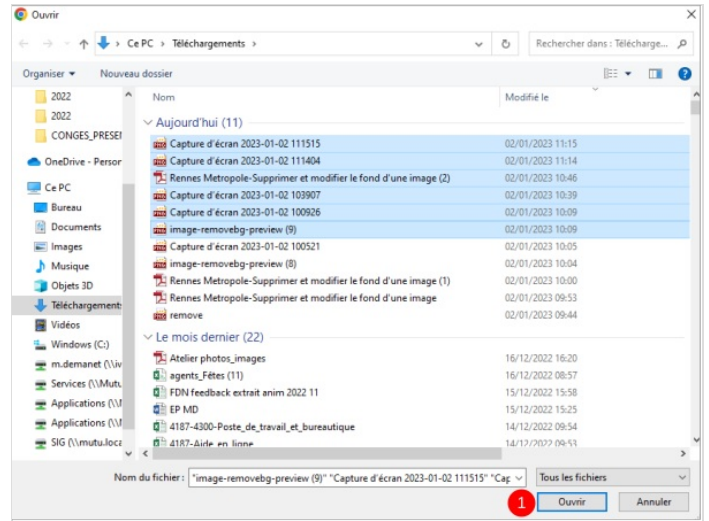 Ouvrir
Ce PC > Téléchargements >
Rechercher dans : Télécharge...
Organiser
Nouveau dossier
2022
2022
CONGES_PRESE
OneDrive - Person
Ce PC
Bureau
Documents
Images
Musique
Objets 3D
Téléchargements
Vidéos
Windows (C:)
m.demanet (\\iv
Services (\\Mutu
Applications (\\
Applications (\\
SIG (\\mutu.loca
Nom Modifié le
Aujourd'hui (11)
Capture d'écran 2023-01-02 111515 02/01/2023 11:15
Capture d'écran 2023-01-02 111404 02/01/2023 11:14
Rennes Metropole-Supprimer et modifier le fond d'une image (2) 02/01/2023 10:46
Capture d'écran 2023-01-02 103907 02/01/2023 10:39
Capture d'écran 2023-01-02 100926 02/01/2023 10:09
image-removebg-preview (9) 02/01/2023 10:09
Capture d'écran 2023-01-02 100521 02/01/2023 10:05
image-removebg-preview (8) 02/01/2023 10:04
Rennes Metropole-Supprimer et modifier le fond d'une image (1) 02/01/2023 10:00
Rennes Metropole-Supprimer et modifier le fond d'une image 02/01/2023 09:53
remove 02/01/2023 09:44
Le mois dernier (22)
Atelier photos_images 16/12/2022 16:20
agents_Fêtes (11) 16/12/2022 08:57
FDN feedback extrait anim 2022 11 15/12/2022 15:58
EP MD 15/12/2022 15:25
4187-4300-Poste_de_travail_et_bureautique 14/12/2022 09:54
4187-Aide_en_ligne 14/12/2022 09:53
Nom du fichier : "image-removebg-preview (9)" "Capture d'écran 2023-01-02 111515" "Cap
Tous les fichiers
1 Ouvrir Annuler